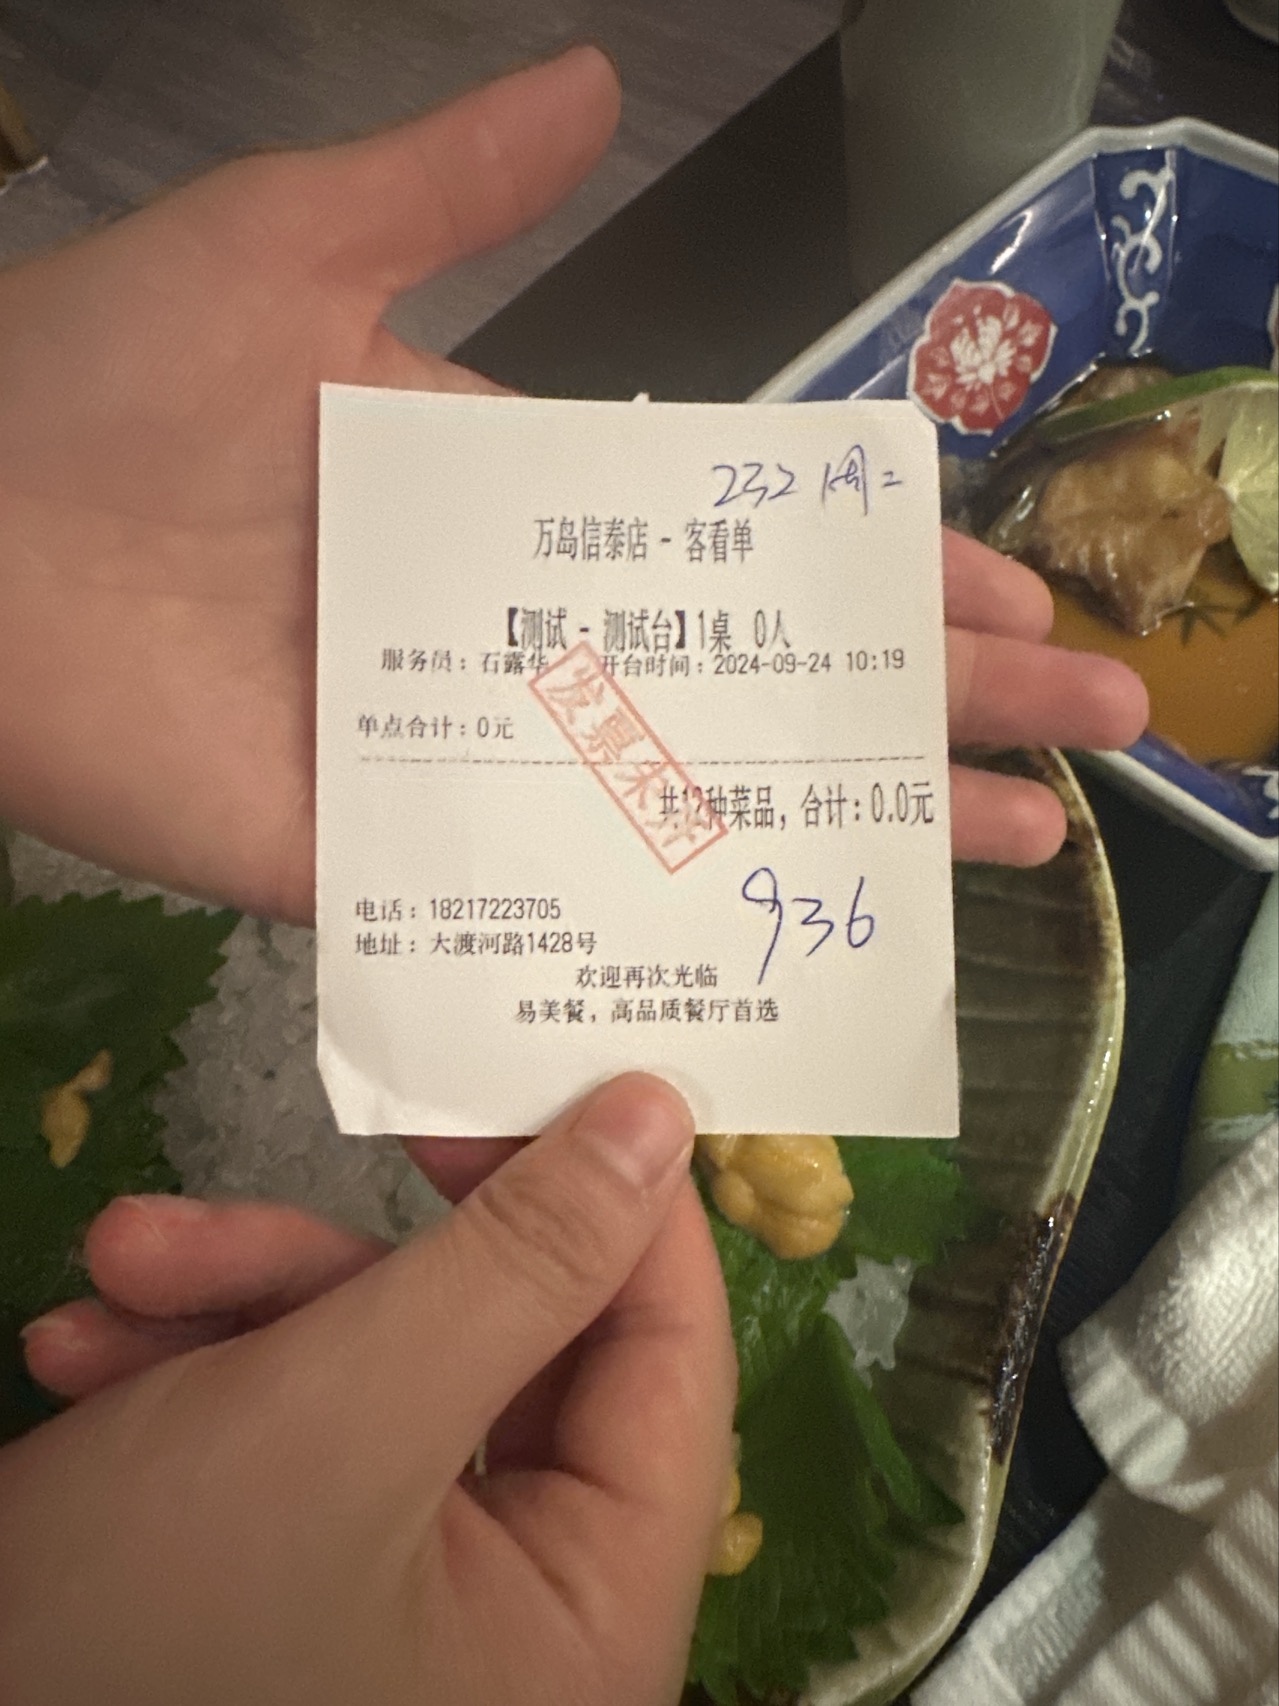 232 周二
万岛信泰店 - 客看单
【测试 - 测试台】1桌 0人
服务员：石露华 开台时间：2024-09-24 10:19
单点合计：0元
发票未开
共12种菜品，合计：0.0元
936
电话：18217223705
地址：大渡河路1428号
欢迎再次光临
易美餐，高品质餐厅首选